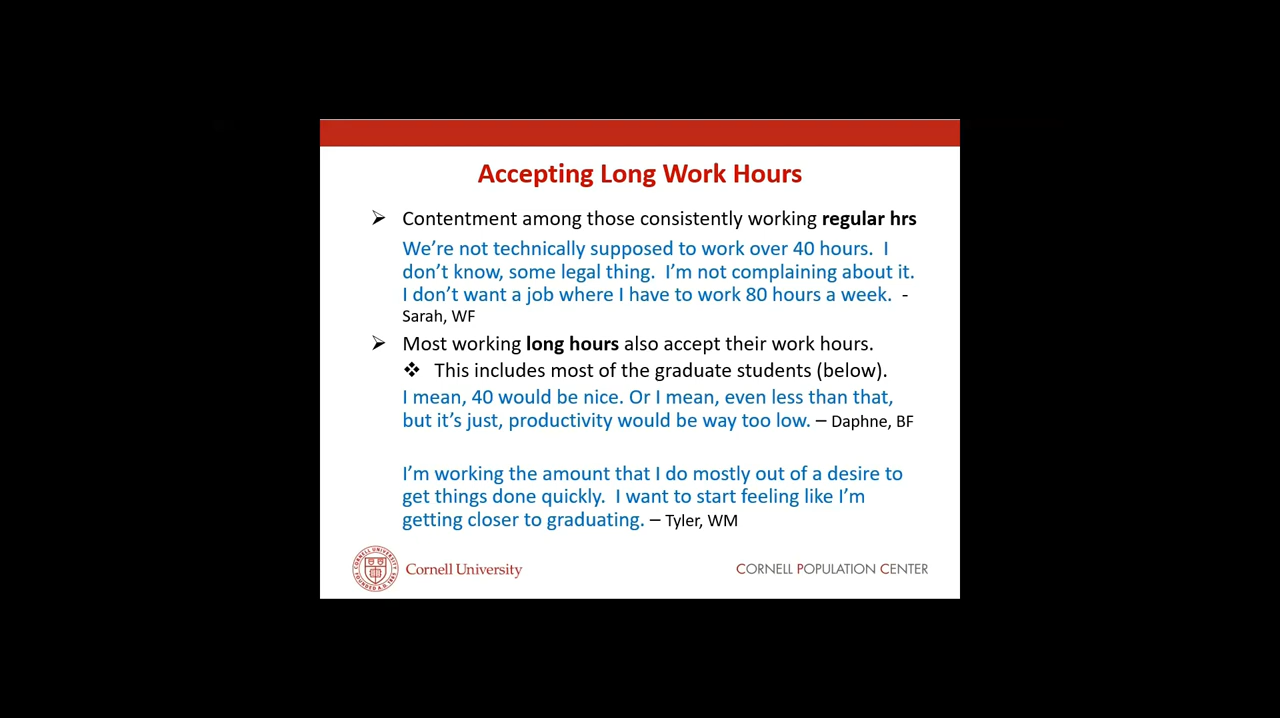 Accepting Long Work Hours
➢ Contentment among those consistently working regular hrs
We’re not technically supposed to work over 40 hours.  I
don’t know, some legal thing.  I’m not complaining about it.
I don’t want a job where I have to work 80 hours a week.  -
Sarah, WF
➢ Most working long hours also accept their work hours.
❖ This includes most of the graduate students (below).
I mean, 40 would be nice. Or I mean, even less than that,
but it’s just, productivity would be way too low. – Daphne, BF
I’m working the amount that I do mostly out of a desire to
get things done quickly.  I want to start feeling like I’m
getting closer to graduating. – Tyler, WM
CORNELL UNIVERSITY
FOUNDED A.D. 1865
Cornell University
CORNELL POPULATION CENTER